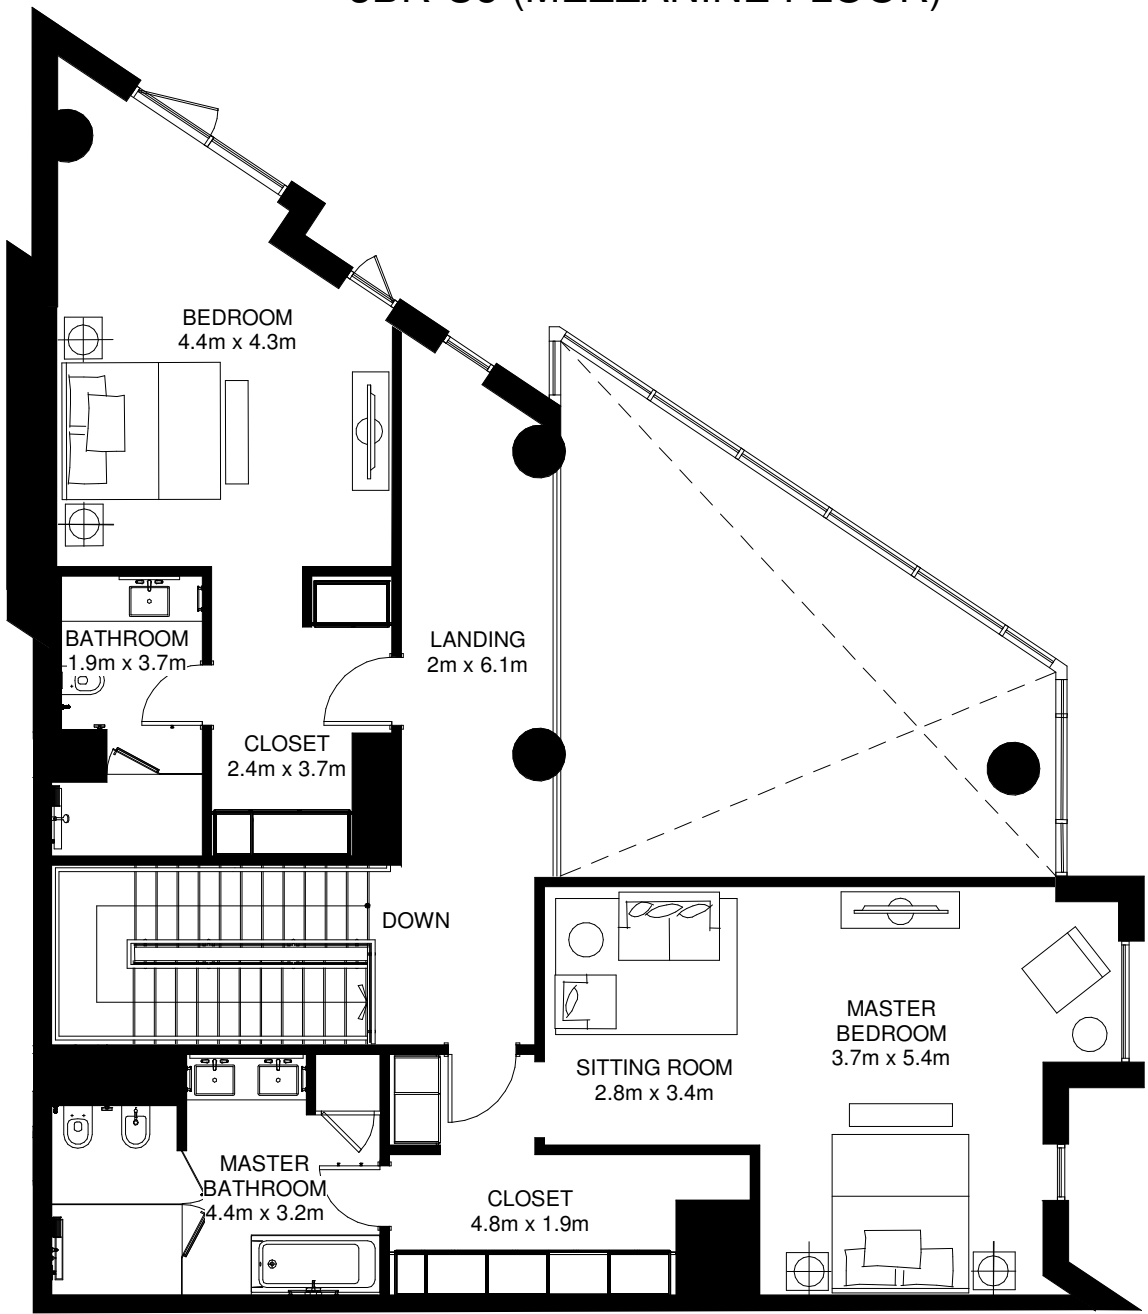 (MEZZANINE FLOOR)
BEDROOM
4.4m x 4.3m
BATHROOM
1.9m x 3.7m
LANDING
2m x 6.1m
CLOSET
2.4m x 3.7m
DOWN
MASTER
BEDROOM
3.7m x 5.4m
SITTING ROOM
2.8m x 3.4m
MASTER
BATHROOM
4.4m x 3.2m
CLOSET
4.8m x 1.9m